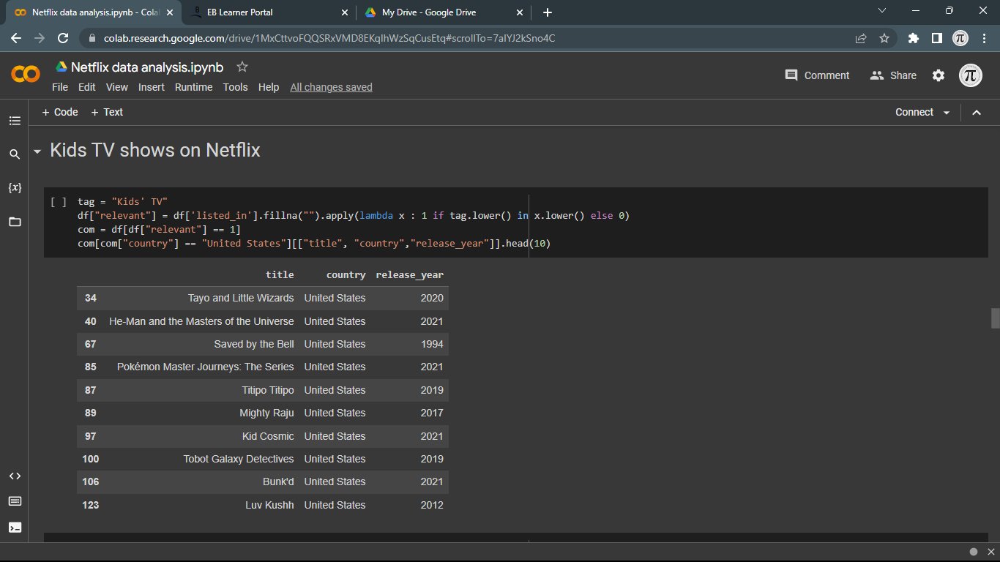 Netflix data analysis.ipynb - Cola
EB Learner Portal
My Drive - Google Drive
colab.research.google.com/drive/1MxCttvoFQQSRxVMD8EKqIhWzSqCusEtq#scrollTo=7aIYJ2kSno4C
Netflix data analysis.ipynb
Comment Share
File Edit View Insert Runtime Tools Help All changes saved
+ Code + Text
Connect
Kids TV shows on Netflix
[ ] tag = "Kids' TV"
df["relevant"] = df['listed_in'].fillna("").apply(lambda x : 1 if tag.lower() in x.lower() else 0)
com = df[df["relevant"] == 1]
com[com["country"] == "United States"][["title", "country","release_year"]].head(10)
title country release_year
34 Tayo and Little Wizards United States 2020
40 He-Man and the Masters of the Universe United States 2021
67 Saved by the Bell United States 1994
85 Pokémon Master Journeys: The Series United States 2021
87 Titipo Titipo United States 2019
89 Mighty Raju United States 2017
97 Kid Cosmic United States 2021
100 Tobot Galaxy Detectives United States 2019
106 Bunk'd United States 2021
123 Luv Kushh United States 2012